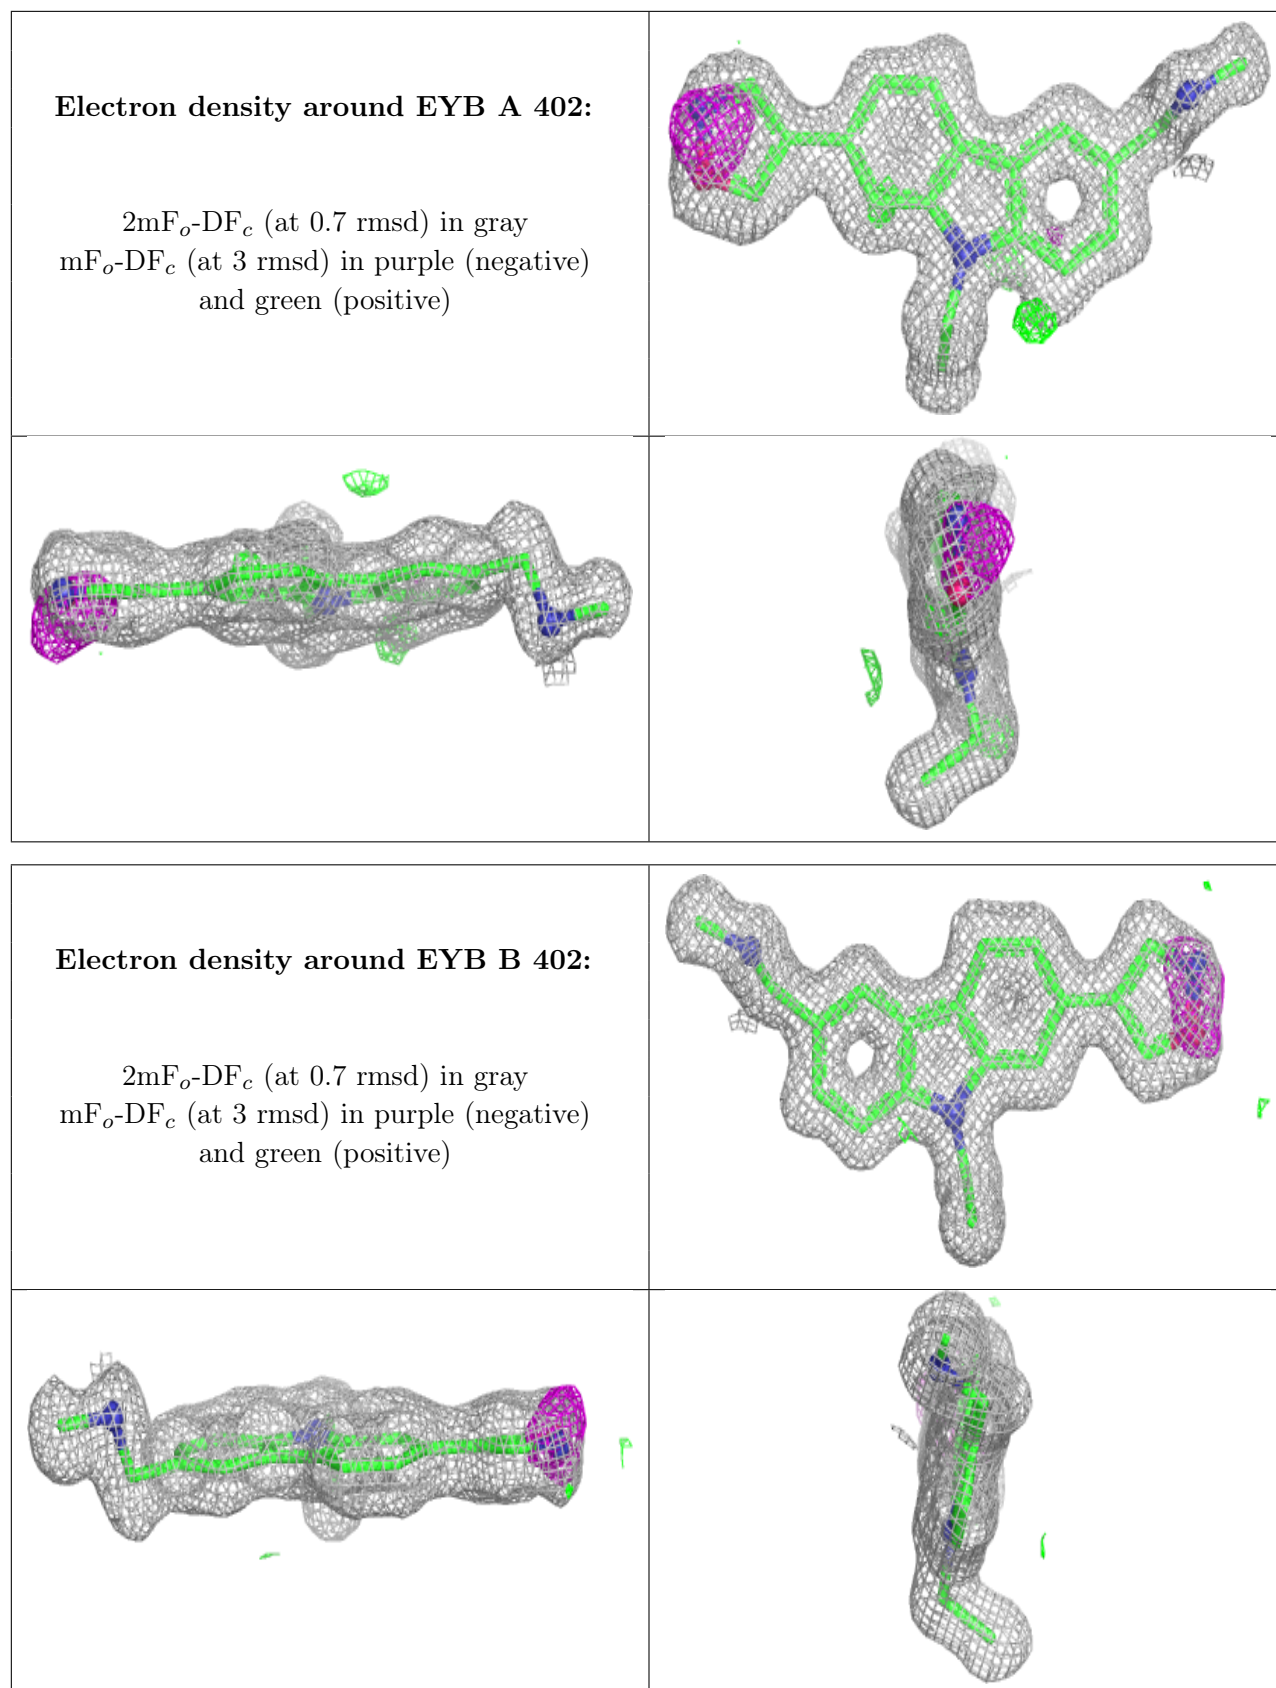 Electron density around EYB A 402:
2mFo-DFc (at 0.7 rmsd) in gray
mFo-DFc (at 3 rmsd) in purple (negative)
and green (positive)
Electron density around EYB B 402:
2mFo-DFc (at 0.7 rmsd) in gray
mFo-DFc (at 3 rmsd) in purple (negative)
and green (positive)